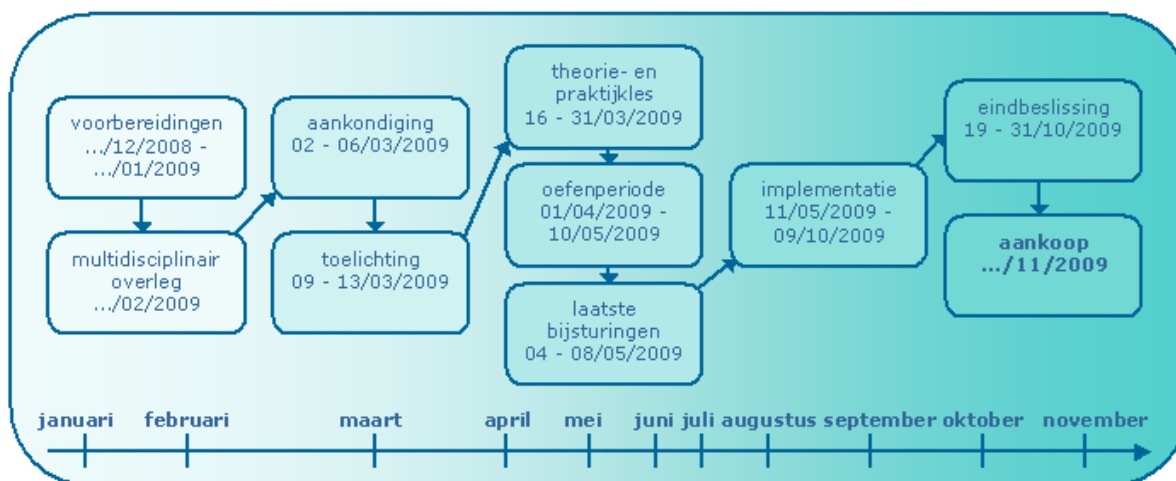 voorbereidingen
.../12/2008 -
.../01/2009
multidisciplinair
overleg
.../02/2009
aankondiging
02 - 06/03/2009
toelichting
09 - 13/03/2009
theorie- en
praktijkles
16 - 31/03/2009
oefenperiode
01/04/2009 -
10/05/2009
laatste
bijsturingen
04 - 08/05/2009
implementatie
11/05/2009 -
09/10/2009
eindbeslissing
19 - 31/10/2009
aankoop
.../11/2009
januari februari maart april mei juni juli augustus september oktober november